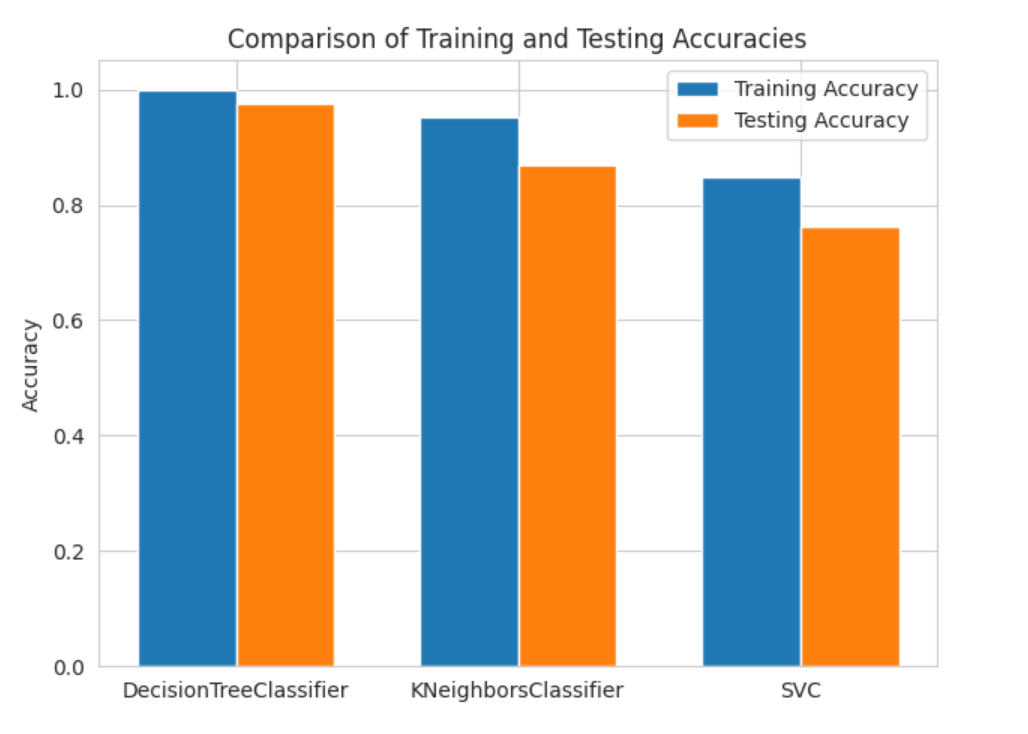 Comparison of Training and Testing Accuracies
Training Accuracy
Testing Accuracy
Accuracy
1.0
0.8
0.6
0.4
0.2
0.0
DecisionTreeClassifier
KNeighborsClassifier
SVC